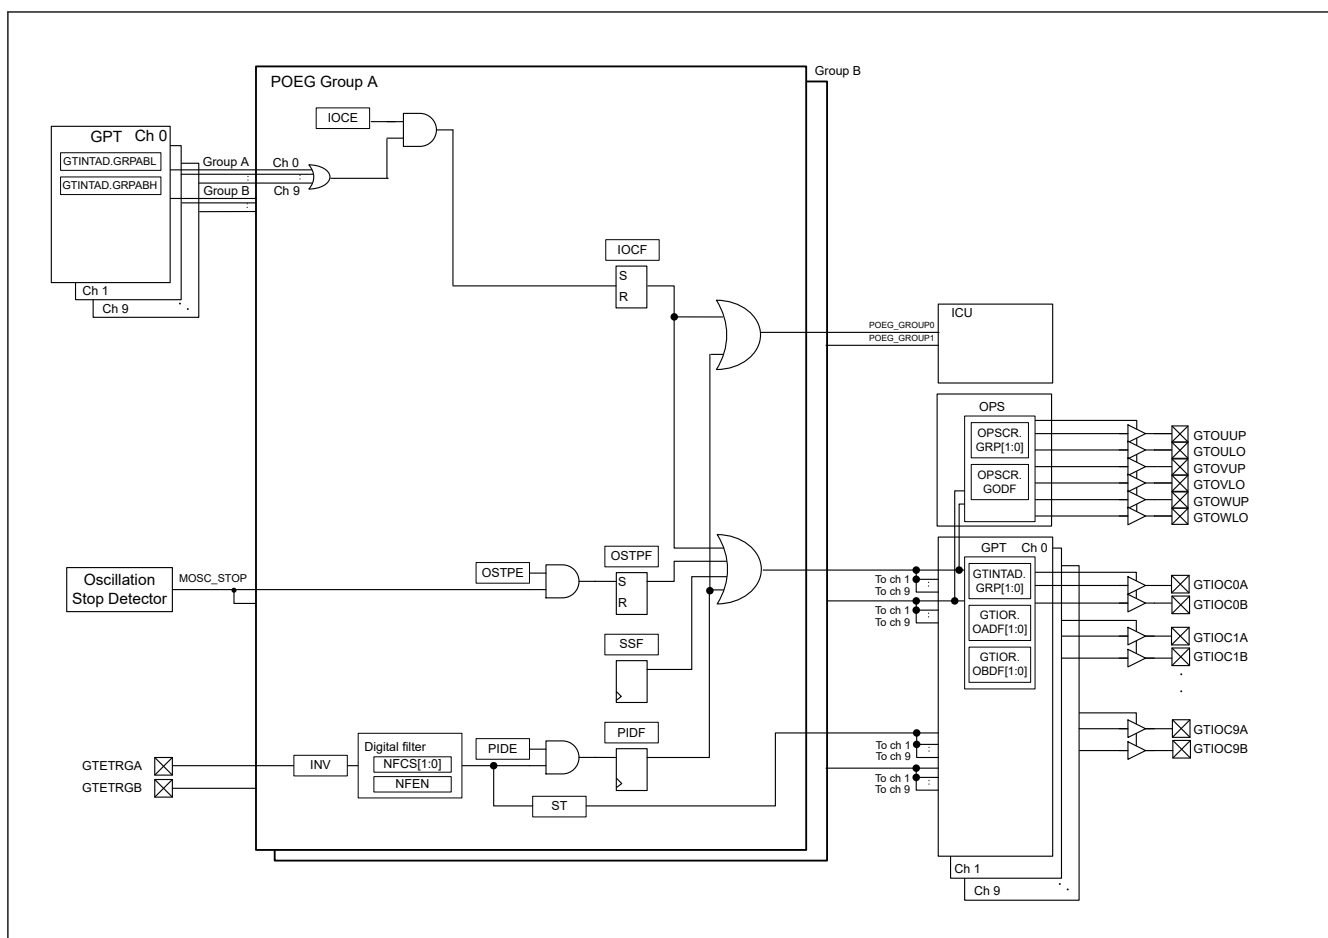 POEG Group A
Group B
GPT
Ch 0
GTINTAD.GRPABL
GTINTAD.GRPABH
Ch 1
Ch 9
Group A
Group B
:
Ch 0
:
:
Ch 9
IOCE
IOCF
S
R
POEG_GROUP0
POEG_GROUP1
ICU
OPS
OPSCR.
GRP[1:0]
OPSCR.
GODF
GTOUUP
GTOULO
GTOVUP
GTOVLO
GTOWUP
GTOWLO
Oscillation
Stop Detector
MOSC_STOP
OSTPE
OSTPF
S
R
SSF
To ch 1
:
To ch 9
To ch 1
:
To ch 9
GPT
Ch 0
GTINTAD.
GRP[1:0]
GTIOR.
OADF[1:0]
GTIOR.
OBDF[1:0]
GTIOC0A
GTIOC0B
GTIOC1A
GTIOC1B
GTIOC9A
GTIOC9B
GTETRGA
GTETRGB
INV
Digital filter
NFCS[1:0]
NFEN
PIDE
PIDF
ST
To ch 1
:
To ch 9
To ch 1
:
To ch 9
Ch 1
Ch 9